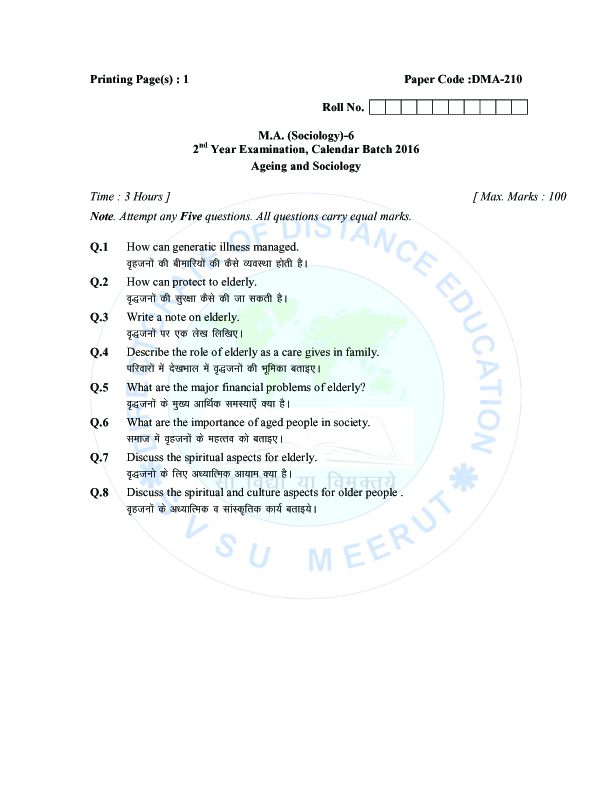 Printing Page(s) : 1 Paper Code :DMA-210
Roll No.
M.A. (Sociology)-6
2nd Year Examination, Calendar Batch 2016
Ageing and Sociology
Time : 3 Hours ] [ Max. Marks : 100
Note. Attempt any Five questions. All questions carry equal marks.
Q.1 How can generatic illness managed.
वृहजनों की बीमारियों की कैसे व्यवस्था होती है।
Q.2 How can protect to elderly.
वृद्धजनों की सुरक्षा कैसे की जा सकती है।
Q.3 Write a note on elderly.
वृद्धजनों पर एक लेख लिखिए।
Q.4 Describe the role of elderly as a care gives in family.
परिवारों में देखभाल में वृद्धजनों की भूमिका बताइए।
Q.5 What are the major financial problems of elderly?
वृद्धजनों के मुख्य आर्थिक समस्याएँ क्या है।
Q.6 What are the importance of aged people in society.
समाज में वृहजनों के महत्तव को बताइए।
Q.7 Discuss the spiritual aspects for elderly.
वृद्धजनों के लिए अध्यात्मिक आयाम क्या है।
Q.8 Discuss the spiritual and culture aspects for older people .
वृहजनों के अध्यात्मिक व सांस्कृतिक कार्य बताइये।
DIRECTORATE OF DISTANCE EDUCATION
सा विद्या या विमुक्तये
SVSU MEERUT